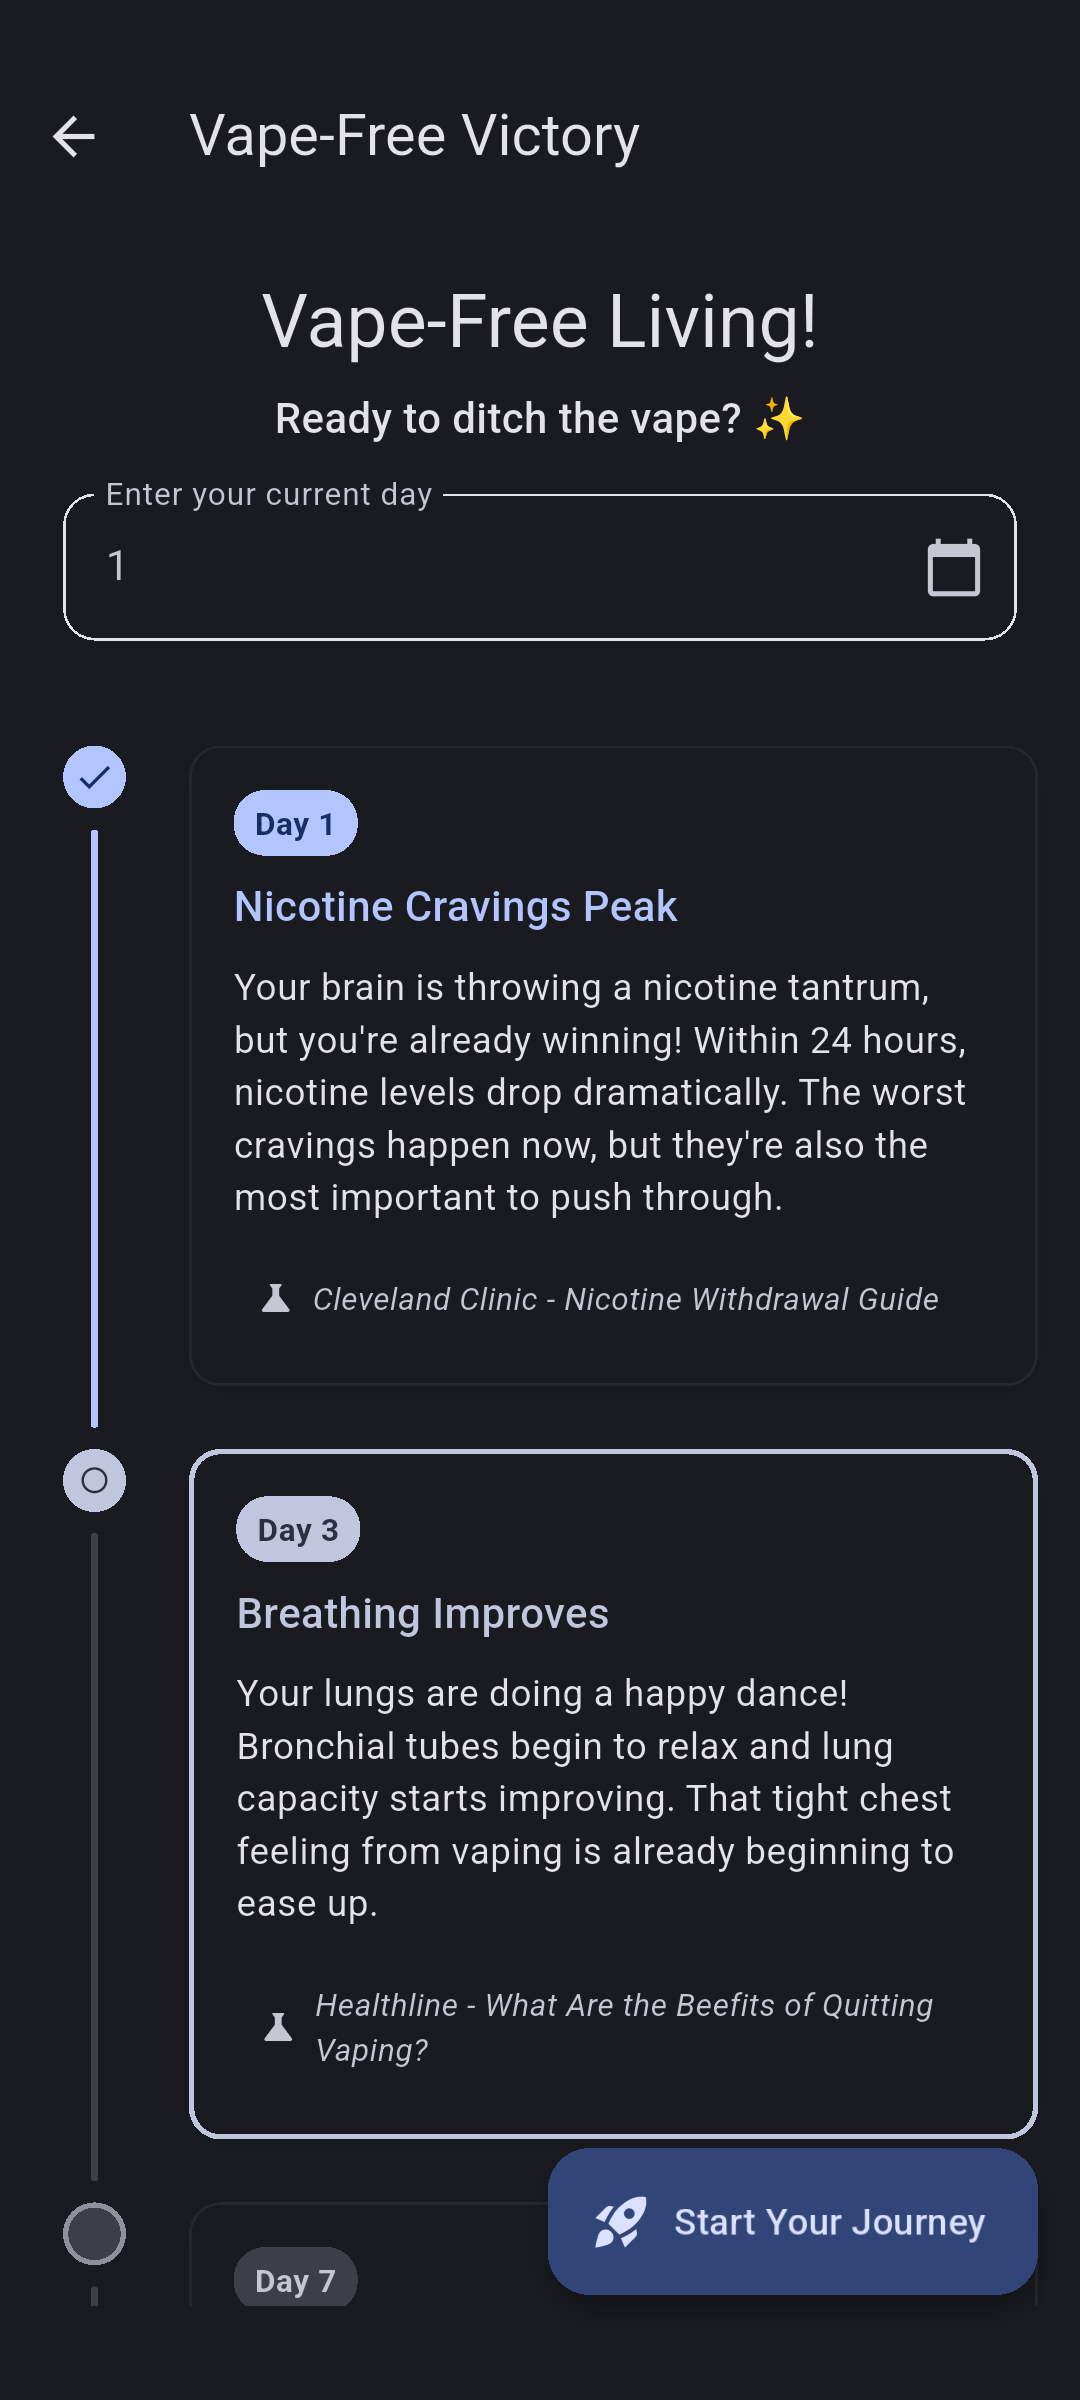 Vape-Free Victory
Vape-Free Living!
Ready to ditch the vape? ✨
Enter your current day
1
Day 1
Nicotine Cravings Peak
Your brain is throwing a nicotine tantrum,
but you're already winning! Within 24 hours,
nicotine levels drop dramatically. The worst
cravings happen now, but they're also the
most important to push through.
Cleveland Clinic - Nicotine Withdrawal Guide
Day 3
Breathing Improves
Your lungs are doing a happy dance!
Bronchial tubes begin to relax and lung
capacity starts improving. That tight chest
feeling from vaping is already beginning to
ease up.
Healthline - What Are the Beefits of Quitting
Vaping?
Start Your Journey
Day 7